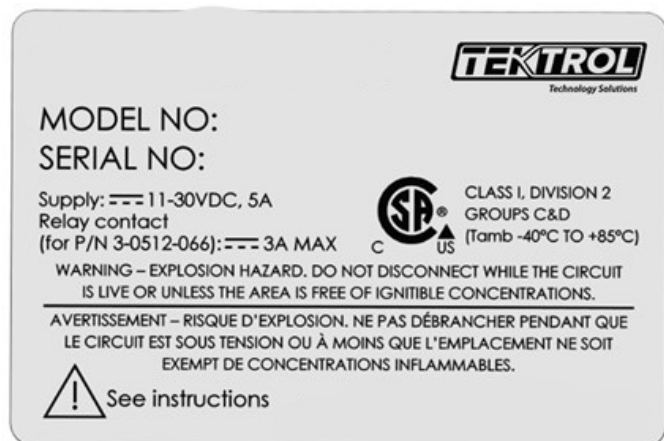 TEKTROL
Technology Solutions
MODEL NO:
SERIAL NO:
Supply: ⎓ 11-30VDC, 5A
Relay contact
(for P/N 3-0512-066): ⎓ 3A MAX
CSA®
C US
CLASS I, DIVISION 2
GROUPS C&D
(Tamb -40ºC TO +85ºC)
WARNING – EXPLOSION HAZARD. DO NOT DISCONNECT WHILE THE CIRCUIT
IS LIVE OR UNLESS THE AREA IS FREE OF IGNITIBLE CONCENTRATIONS.
AVERTISSEMENT – RISQUE D'EXPLOSION. NE PAS DÉBRANCHER PENDANT QUE
LE CIRCUIT EST SOUS TENSION OU À MOINS QUE L'EMPLACEMENT NE SOIT
EXEMPT DE CONCENTRATIONS INFLAMMABLES.
! See instructions